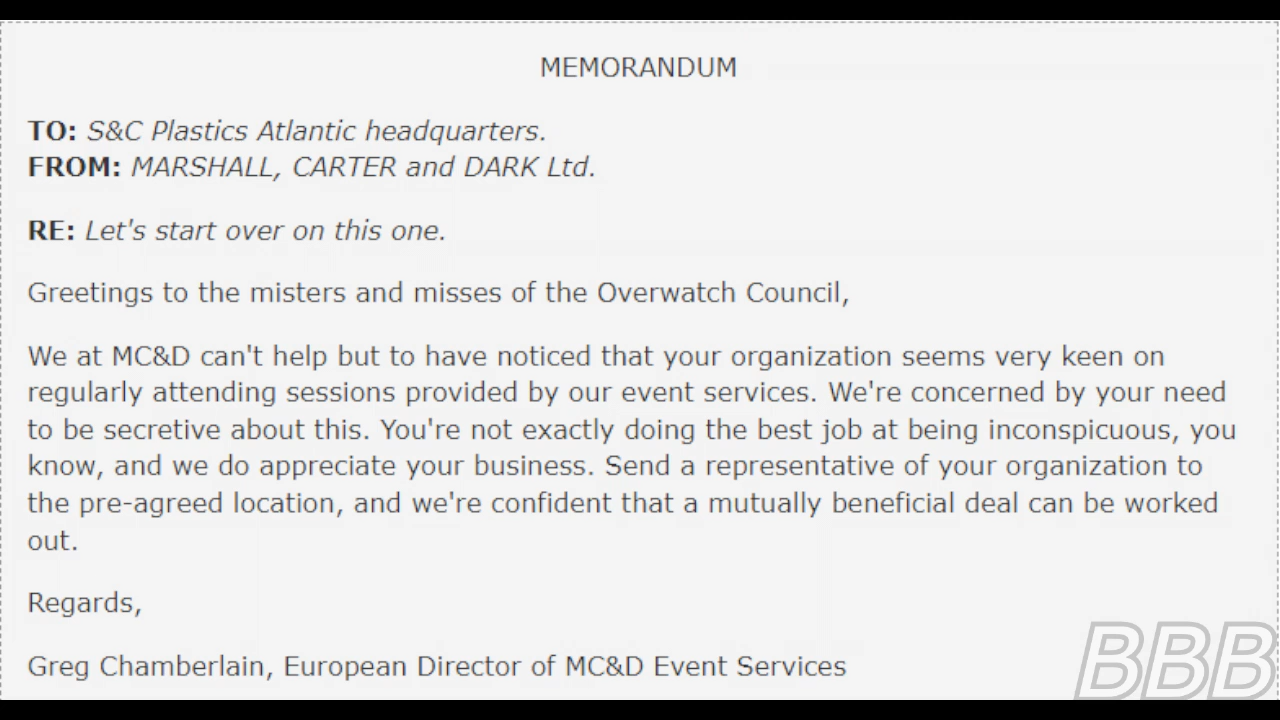 MEMORANDUM
TO: S&C Plastics Atlantic headquarters.
FROM: MARSHALL, CARTER and DARK Ltd.
RE: Let's start over on this one.
Greetings to the misters and misses of the Overwatch Council,
We at MC&D can't help but to have noticed that your organization seems very keen on
regularly attending sessions provided by our event services. We're concerned by your need
to be secretive about this. You're not exactly doing the best job at being inconspicuous, you
know, and we do appreciate your business. Send a representative of your organization to
the pre-agreed location, and we're confident that a mutually beneficial deal can be worked
out.
Regards,
Greg Chamberlain, European Director of MC&D Event Services
BBB